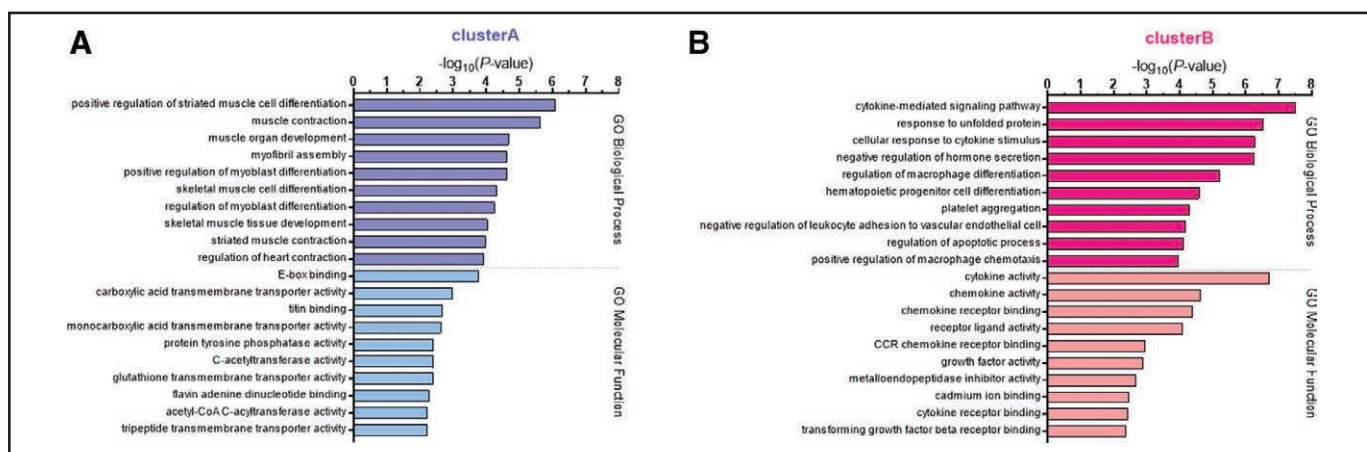 A
clusterA
-log10(P-value)
0 1 2 3 4 5 6 7 8
positive regulation of striated muscle cell differentiation
muscle contraction
muscle organ development
myofibril assembly
positive regulation of myoblast differentiation
skeletal muscle cell differentiation
regulation of myoblast differentiation
skeletal muscle tissue development
striated muscle contraction
regulation of heart contraction
GO Biological Process
E-box binding
carboxylic acid transmembrane transporter activity
titin binding
monocarboxylic acid transmembrane transporter activity
protein tyrosine phosphatase activity
C-acetyltransferase activity
glutathione transmembrane transporter activity
flavin adenine dinucleotide binding
acetyl-CoA C-acyltransferase activity
tripeptide transmembrane transporter activity
GO Molecular Function
B
clusterB
-log10(P-value)
0 1 2 3 4 5 6 7 8
cytokine-mediated signaling pathway
response to unfolded protein
cellular response to cytokine stimulus
negative regulation of hormone secretion
regulation of macrophage differentiation
hematopoietic progenitor cell differentiation
platelet aggregation
negative regulation of leukocyte adhesion to vascular endothelial cell
regulation of apoptotic process
positive regulation of macrophage chemotaxis
GO Biological Process
cytokine activity
chemokine activity
chemokine receptor binding
receptor ligand activity
CCR chemokine receptor binding
growth factor activity
metalloendopeptidase inhibitor activity
cadmium ion binding
cytokine receptor binding
transforming growth factor beta receptor binding
GO Molecular Function